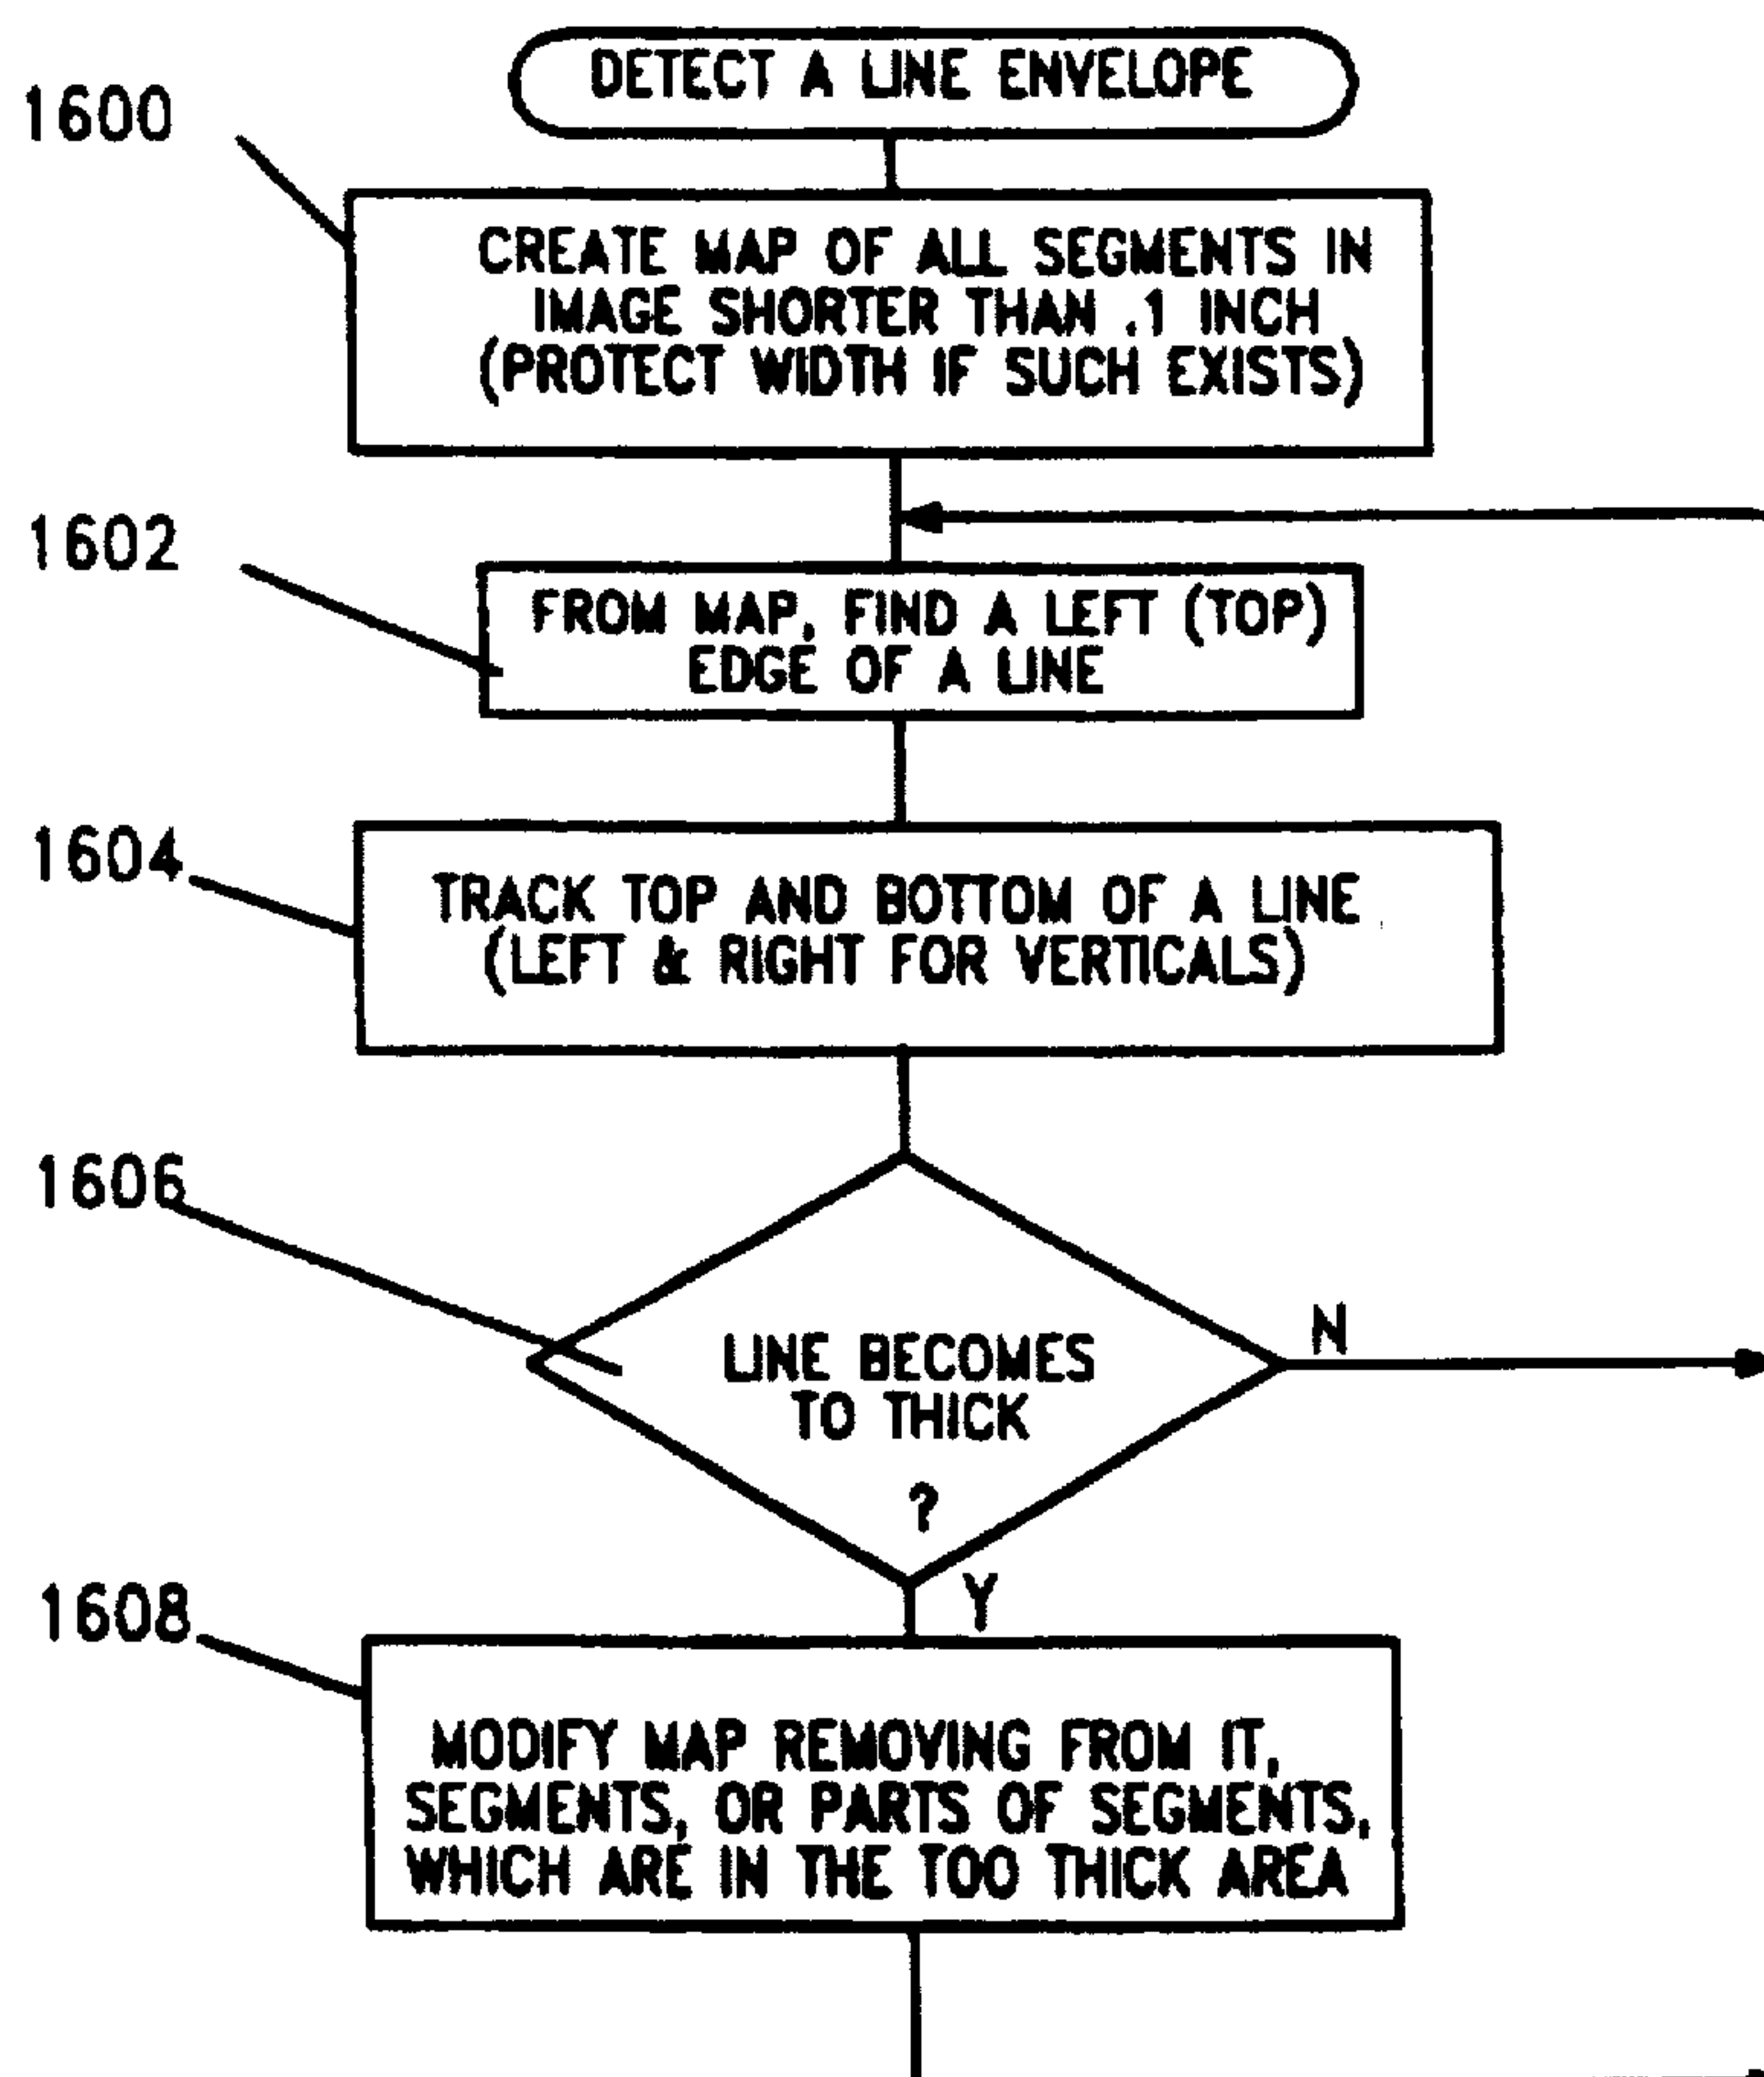 DETECT A LINE ENVELOPE
1600
CREATE MAP OF ALL SEGMENTS IN
IMAGE SHORTER THAN .1 INCH
(PROTECT WIDTH IF SUCH EXISTS)
1602
FROM MAP, FIND A LEFT (TOP)
EDGE OF A LINE
1604
TRACK TOP AND BOTTOM OF A LINE
(LEFT & RIGHT FOR VERTICALS)
1606
LINE BECOMES
TO THICK
?
N
Y
1608
MODIFY MAP REMOVING FROM IT,
SEGMENTS, OR PARTS OF SEGMENTS,
WHICH ARE IN THE TOO THICK AREA